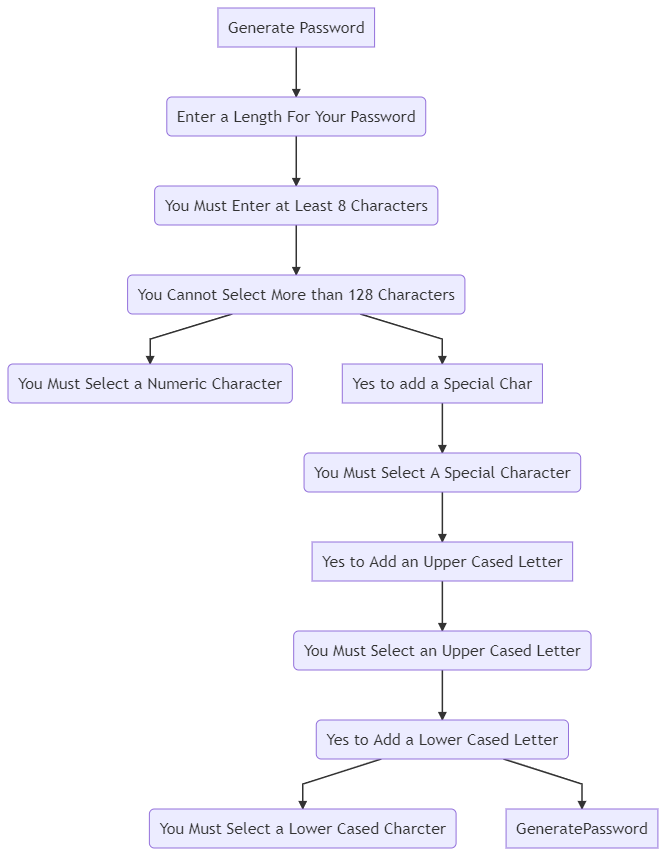 Generate Password
Enter a Length For Your Password
You Must Enter at Least 8 Characters
You Cannot Select More than 128 Characters
You Must Select a Numeric Character
Yes to add a Special Char
You Must Select A Special Character
Yes to Add an Upper Cased Letter
You Must Select an Upper Cased Letter
Yes to Add a Lower Cased Letter
You Must Select a Lower Cased Charcter
GeneratePassword